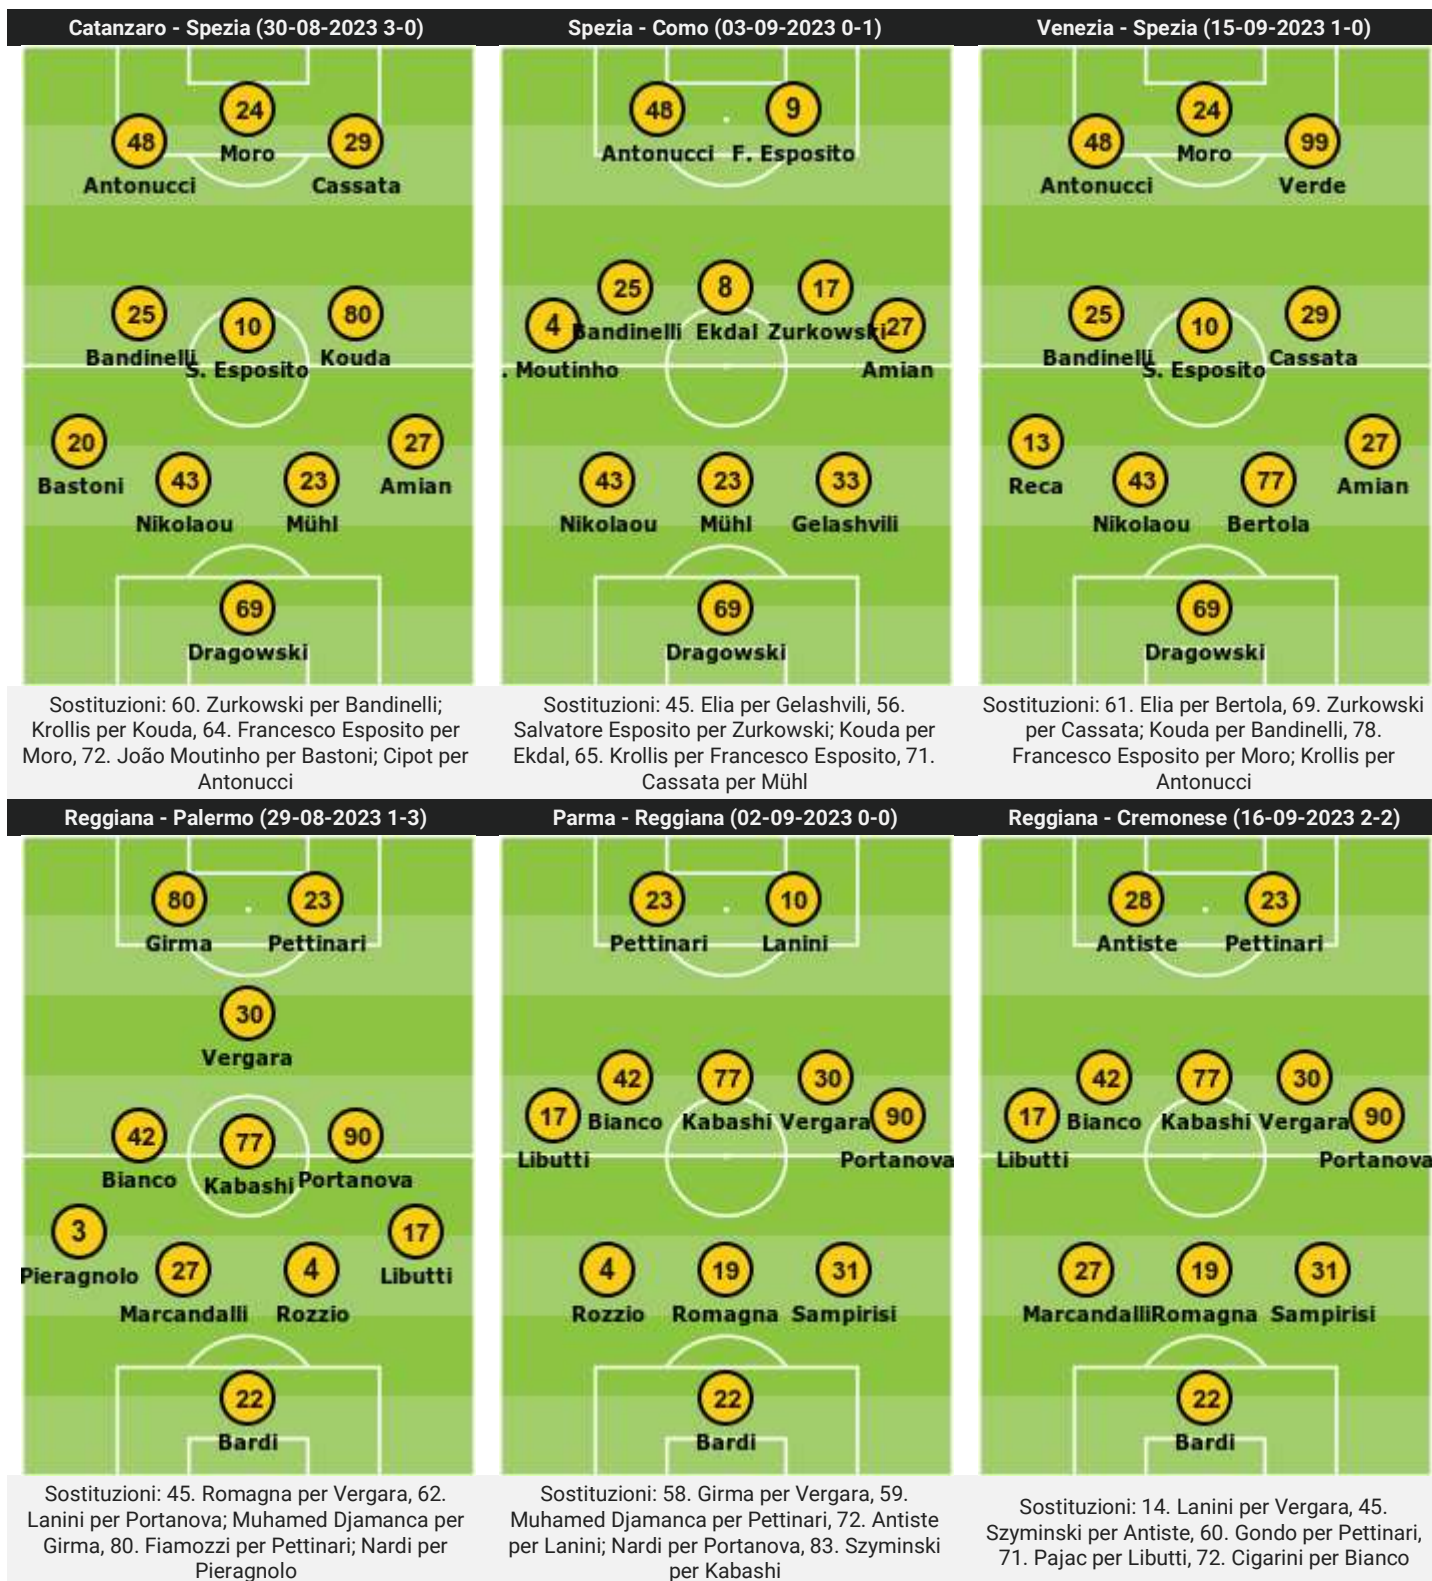 Catanzaro - Spezia (30-08-2023 3-0)
24
Moro
48
Antonucci
29
Cassata
25
Bandinelli
10
S. Esposito
80
Kouda
20
Bastoni
43
Nikolaou
23
Mühl
27
Amian
69
Dragowski
Sostituzioni: 60. Zurkowski per Bandinelli;
Krollis per Kouda, 64. Francesco Esposito per
Moro, 72. João Moutinho per Bastoni; Cipot per
Antonucci
Spezia - Como (03-09-2023 0-1)
48
Antonucci
9
F. Esposito
4
. Moutinho
25
Bandinelli
8
Ekdal
17
Zurkowski
27
Amian
43
Nikolaou
23
Mühl
33
Gelashvili
69
Dragowski
Sostituzioni: 45. Elia per Gelashvili, 56.
Salvatore Esposito per Zurkowski; Kouda per
Ekdal, 65. Krollis per Francesco Esposito, 71.
Cassata per Mühl
Venezia - Spezia (15-09-2023 1-0)
24
Moro
48
Antonucci
99
Verde
25
Bandinelli
10
S. Esposito
29
Cassata
13
Reca
43
Nikolaou
77
Bertola
27
Amian
69
Dragowski
Sostituzioni: 61. Elia per Bertola, 69. Zurkowski
per Cassata; Kouda per Bandinelli, 78.
Francesco Esposito per Moro; Krollis per
Antonucci
Reggiana - Palermo (29-08-2023 1-3)
80
Girma
23
Pettinari
30
Vergara
42
Bianco
77
Kabashi
90
Portanova
3
Pieragnolo
27
Marcandalli
4
Rozzio
17
Libutti
22
Bardi
Sostituzioni: 45. Romagna per Vergara, 62.
Lanini per Portanova; Muhamed Djamanca per
Girma, 80. Fiamozzi per Pettinari; Nardi per
Pieragnolo
Parma - Reggiana (02-09-2023 0-0)
23
Pettinari
10
Lanini
17
Libutti
42
Bianco
77
Kabashi
30
Vergara
90
Portanova
4
Rozzio
19
Romagna
31
Sampirisi
22
Bardi
Sostituzioni: 58. Girma per Vergara, 59.
Muhamed Djamanca per Pettinari, 72. Antiste
per Lanini; Nardi per Portanova, 83. Szyminski
per Kabashi
Reggiana - Cremonese (16-09-2023 2-2)
28
Antiste
23
Pettinari
17
Libutti
42
Bianco
77
Kabashi
30
Vergara
90
Portanova
27
Marcandalli
19
Romagna
31
Sampirisi
22
Bardi
Sostituzioni: 14. Lanini per Vergara, 45.
Szyminski per Antiste, 60. Gondo per Pettinari,
71. Pajac per Libutti, 72. Cigarini per Bianco